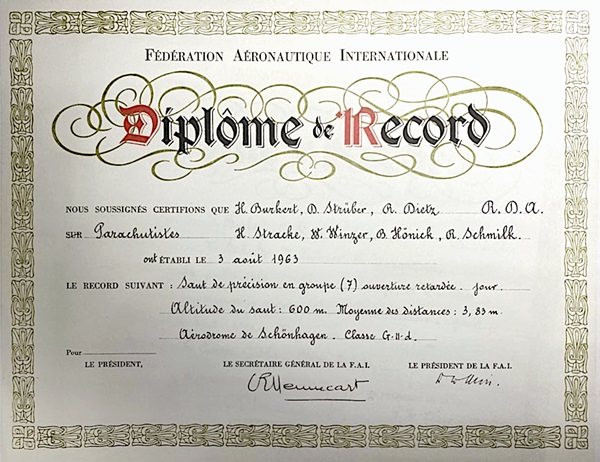 FÉDÉRATION AÉRONAUTIQUE INTERNATIONALE
Diplôme de Record
NOUS SOUSSIGNÉS CERTIFIONS QUE H. Burkert, D. Strüber, R. Dietz R.D.A.
SUR Parachutistes H. Stracke, W. Winzer, B. Hönick, R. Schmilk.
ont ÉTABLI LE 3 août 1963
LE RECORD SUIVANT : Saut de précision en groupe (7) ouverture retardée. jour.
Altitude du saut: 600 m. Moyenne des distances: 3,83 m
Aérodrome de Schönhagen. Classe G-II-d.
Pour
LE PRÉSIDENT, LE SECRÉTAIRE GÉNÉRAL DE LA F.A.I. LE PRÉSIDENT DE LA F.A.I.